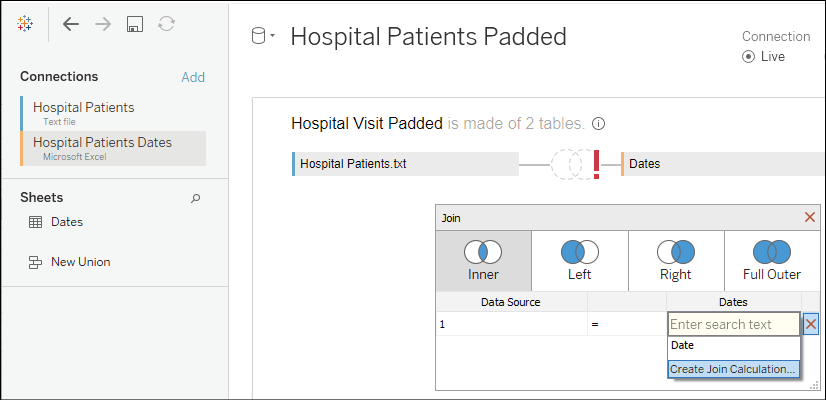 Hospital Patients Padded
Connection
Live
Connections Add
Hospital Patients
Text file
Hospital Patients Dates
Microsoft Excel
Sheets
Dates
New Union
Hospital Visit Padded is made of 2 tables.
Hospital Patients.txt
Dates
Join
Inner Left Right Full Outer
Data Source Dates
1 = Enter search text
Date
Create Join Calculation...